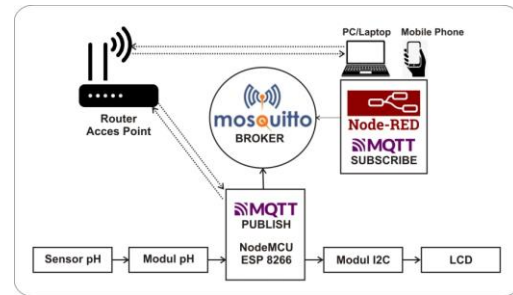 PC/Laptop
Mobile Phone
Router
Acces Point
mosquitto
BROKER
Node-RED
MQTT
SUBSCRIBE
MQTT
PUBLISH
NodeMCU
ESP 8266
Sensor pH
Modul pH
Modul I2C
LCD